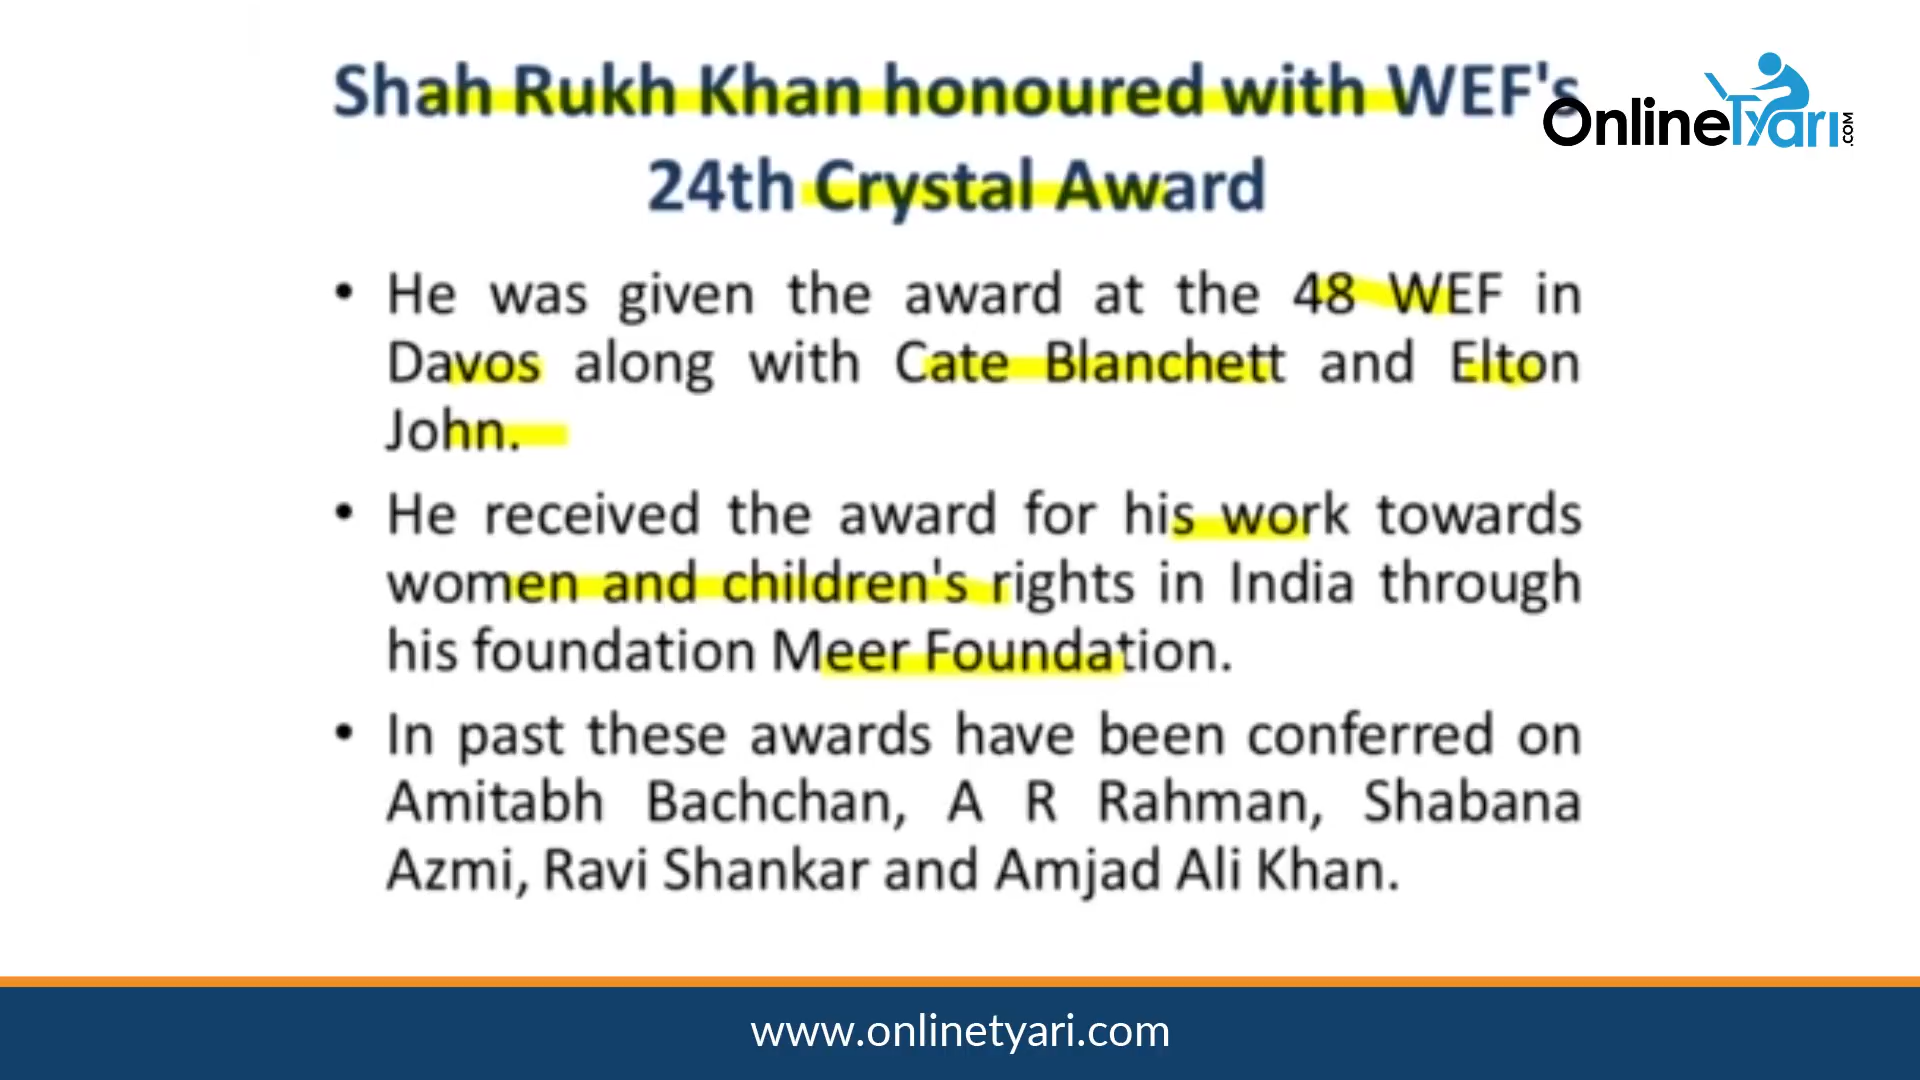 Shah Rukh Khan honoured with WEF's
24th Crystal Award
OnlineTyari.COM
• He was given the award at the 48 WEF in
Davos along with Cate Blanchett and Elton
John.
• He received the award for his work towards
women and children's rights in India through
his foundation Meer Foundation.
• In past these awards have been conferred on
Amitabh Bachchan, A R Rahman, Shabana
Azmi, Ravi Shankar and Amjad Ali Khan.
www.onlinetyari.com